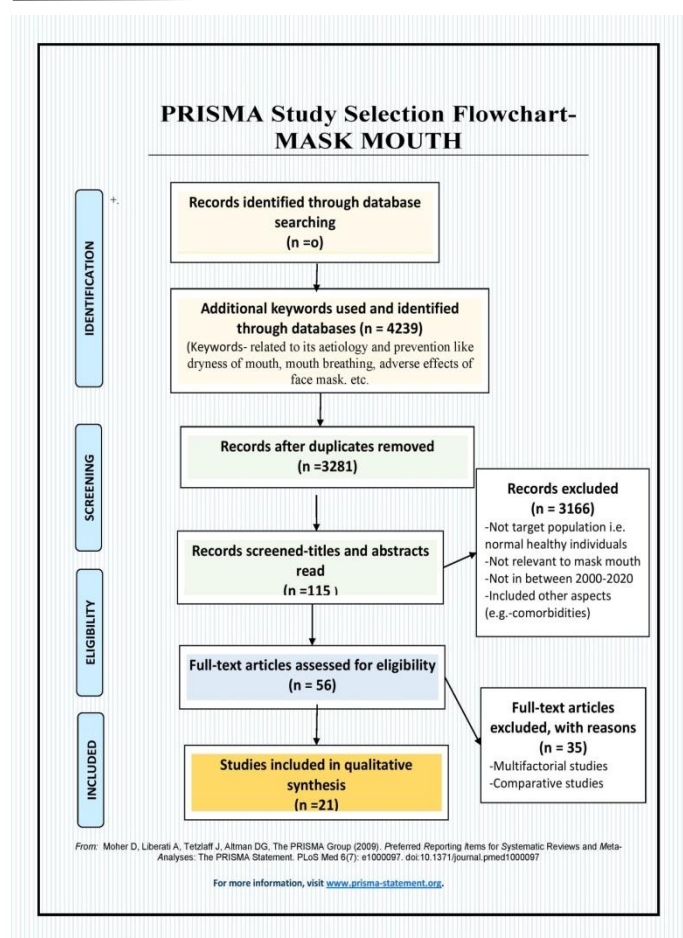 PRISMA Study Selection Flowchart-
MASK MOUTH
IDENTIFICATION
+.
Records identified through database
searching
(n =o)
Additional keywords used and identified
through databases (n = 4239)
(Keywords- related to its aetiology and prevention like
dryness of mouth, mouth breathing, adverse effects of
face mask. etc.
SCREENING
Records after duplicates removed
(n =3281)
Records excluded
(n = 3166)
-Not target population i.e.
normal healthy individuals
-Not relevant to mask mouth
-Not in between 2000-2020
-Included other aspects
(e.g.-comorbidities)
Records screened-titles and abstracts
read
(n =115 )
ELIGIBILITY
Full-text articles assessed for eligibility
(n = 56)
Full-text articles
excluded, with reasons
(n = 35)
-Multifactorial studies
-Comparative studies
INCLUDED
Studies included in qualitative
synthesis
(n =21)
From: Moher D, Liberati A, Tetzlaff J, Altman DG, The PRISMA Group (2009). Preferred Reporting Items for Systematic Reviews and Meta-
Analyses: The PRISMA Statement. PLoS Med 6(7): e1000097. doi:10.1371/journal.pmed1000097
For more information, visit www.prisma-statement.org.